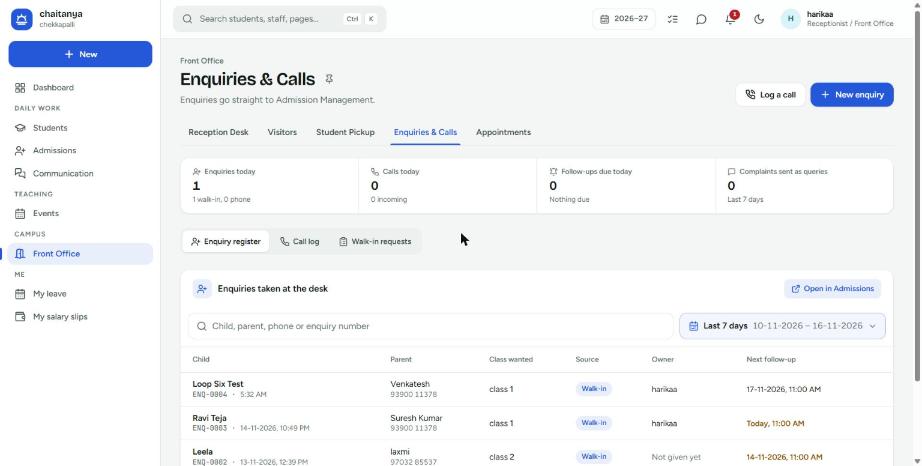 chaitanya
chekkapalli
Search students, staff, pages...
Ctrl K
2026-27
1
H
harikaa
Receptionist / Front Office
+ New
Dashboard
DAILY WORK
Students
Admissions
Communication
TEACHING
Events
CAMPUS
Front Office
ME
My leave
My salary slips
Front Office
Enquiries & Calls
Enquiries go straight to Admission Management.
Log a call
+ New enquiry
Reception Desk
Visitors
Student Pickup
Enquiries & Calls
Appointments
Enquiries today
1
1 walk-in, 0 phone
Calls today
0
0 incoming
Follow-ups due today
0
Nothing due
Complaints sent as queries
0
Last 7 days
Enquiry register
Call log
Walk-in requests
Enquiries taken at the desk
Open in Admissions
Child, parent, phone or enquiry number
Last 7 days 10-11-2026 – 16-11-2026
Child Parent Class wanted Source Owner Next follow-up
Loop Six Test Venkatesh class 1 Walk-in harikaa 17-11-2026, 11:00 AM
ENQ-0004 · 5:32 AM 93900 11378
Ravi Teja Suresh Kumar class 1 Walk-in harikaa Today, 11:00 AM
ENQ-0003 · 14-11-2026, 10:49 PM 93900 11378
Leela laxmi class 2 Walk-in Not given yet 14-11-2026, 11:00 AM
ENQ-0002 · 13-11-2026, 12:39 PM 97032 85537